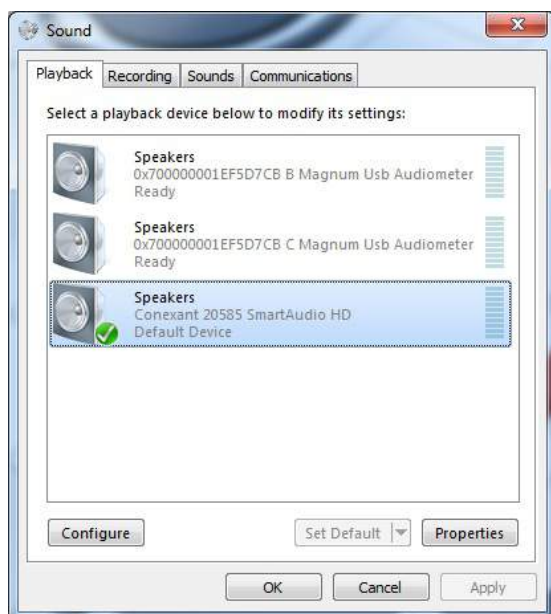 Sound
Playback Recording Sounds Communications
Select a playback device below to modify its settings:
Speakers
0x700000001EF5D7CB B Magnum Usb Audiometer
Ready
Speakers
0x700000001EF5D7CB C Magnum Usb Audiometer
Ready
Speakers
Conexant 20585 SmartAudio HD
Default Device
Configure Set Default Properties
OK Cancel Apply